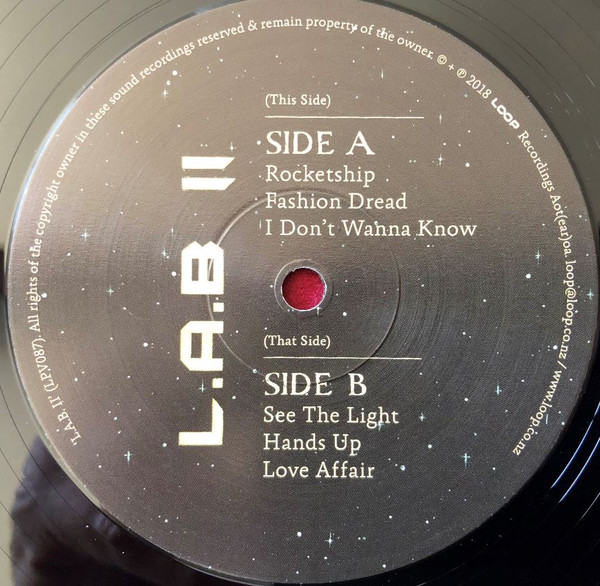 'L.A.B. II' (LPV087). All rights of the copyright owner in these sound recordings reserved & remain property of the owner. © + ℗ 2018 LOOP Recordings Aot(ear)oa. loop@loop.co.nz / www.loop.co.nz
L.A.B II
(This Side)
SIDE A
Rocketship
Fashion Dread
I Don't Wanna Know
(That Side)
SIDE B
See The Light
Hands Up
Love Affair